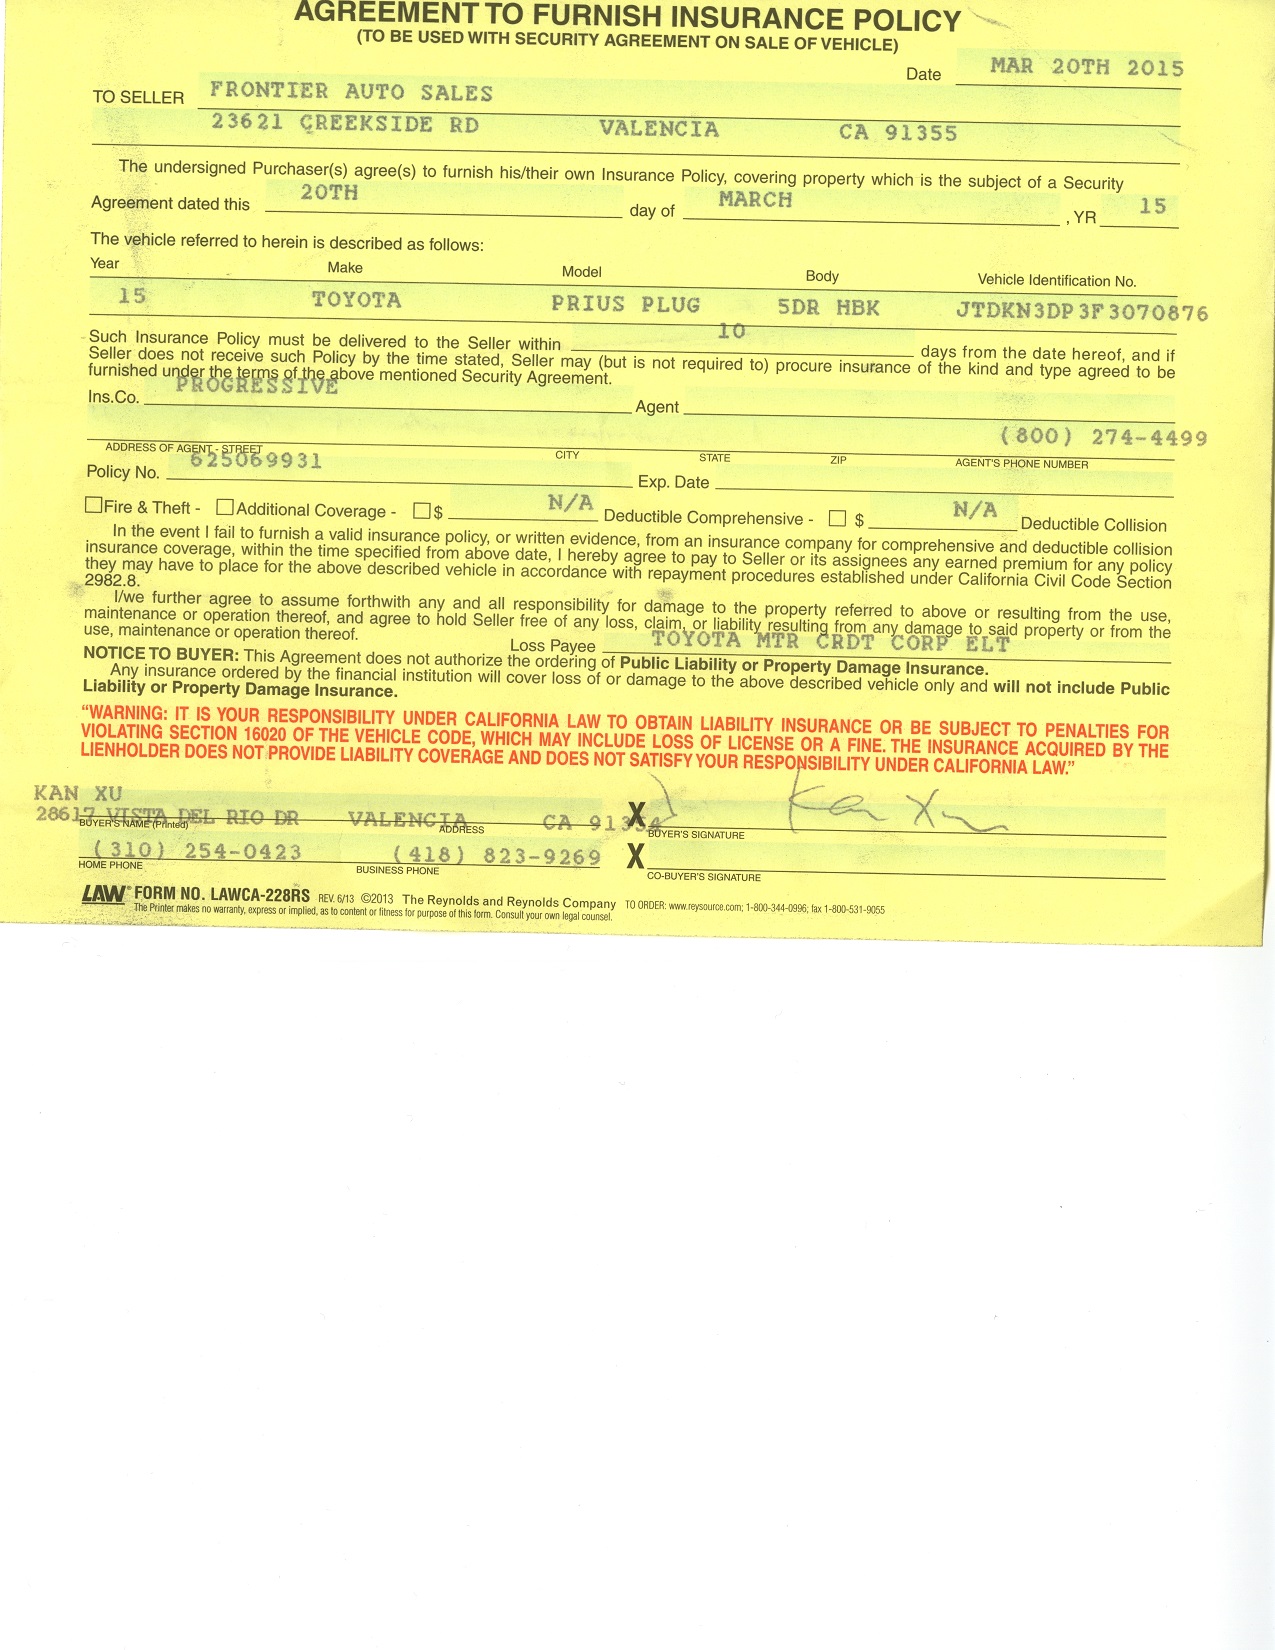 AGREEMENT TO FURNISH INSURANCE POLICY
(TO BE USED WITH SECURITY AGREEMENT ON SALE OF VEHICLE)
Date MAR 20TH 2015
TO SELLER FRONTIER AUTO SALES
23621 CREEKSIDE RD VALENCIA CA 91355
The undersigned Purchaser(s) agree(s) to furnish his/their own Insurance Policy, covering property which is the subject of a Security
Agreement dated this 20TH day of MARCH , YR 15
The vehicle referred to herein is described as follows:
Year Make Model Body Vehicle Identification No.
15 TOYOTA PRIUS PLUG 5DR HBK JTDKN3DP3F3070876
Such Insurance Policy must be delivered to the Seller within 10 days from the date hereof, and if
Seller does not receive such Policy by the time stated, Seller may (but is not required to) procure insurance of the kind and type agreed to be
furnished under the terms of the above mentioned Security Agreement.
Ins.Co. PROGRESSIVE Agent
(800) 274-4499
ADDRESS OF AGENT - STREET CITY STATE ZIP AGENT'S PHONE NUMBER
Policy No. 625069931 Exp. Date
Fire & Theft - Additional Coverage - $ N/A Deductible Comprehensive - $ N/A Deductible Collision
In the event I fail to furnish a valid insurance policy, or written evidence, from an insurance company for comprehensive and deductible collision
insurance coverage, within the time specified from above date, I hereby agree to pay to Seller or its assignees any earned premium for any policy
they may have to place for the above described vehicle in accordance with repayment procedures established under California Civil Code Section
2982.8.
I/we further agree to assume forthwith any and all responsibility for damage to the property referred to above or resulting from the use,
maintenance or operation thereof, and agree to hold Seller free of any loss, claim, or liability resulting from any damage to said property or from the
use, maintenance or operation thereof.
Loss Payee TOYOTA MTR CRDT CORP ELT
NOTICE TO BUYER: This Agreement does not authorize the ordering of Public Liability or Property Damage Insurance.
Any insurance ordered by the financial institution will cover loss of or damage to the above described vehicle only and will not include Public
Liability or Property Damage Insurance.
"WARNING: IT IS YOUR RESPONSIBILITY UNDER CALIFORNIA LAW TO OBTAIN LIABILITY INSURANCE OR BE SUBJECT TO PENALTIES FOR
VIOLATING SECTION 16020 OF THE VEHICLE CODE, WHICH MAY INCLUDE LOSS OF LICENSE OR A FINE. THE INSURANCE ACQUIRED BY THE
LIENHOLDER DOES NOT PROVIDE LIABILITY COVERAGE AND DOES NOT SATISFY YOUR RESPONSIBILITY UNDER CALIFORNIA LAW."
KAN XU
28617 VISTA DEL RIO DR VALENCIA CA 91354 X Kan Xu
BUYER'S NAME (Printed) ADDRESS BUYER'S SIGNATURE
(310) 254-0423 (418) 823-9269 X
HOME PHONE BUSINESS PHONE CO-BUYER'S SIGNATURE
LAW FORM NO. LAWCA-228RS REV. 6/13 ©2013 The Reynolds and Reynolds Company TO ORDER: www.reysource.com; 1-800-344-0996; fax 1-800-531-9055
The Printer makes no warranty, express or implied, as to content or fitness for purpose of this form. Consult your own legal counsel.